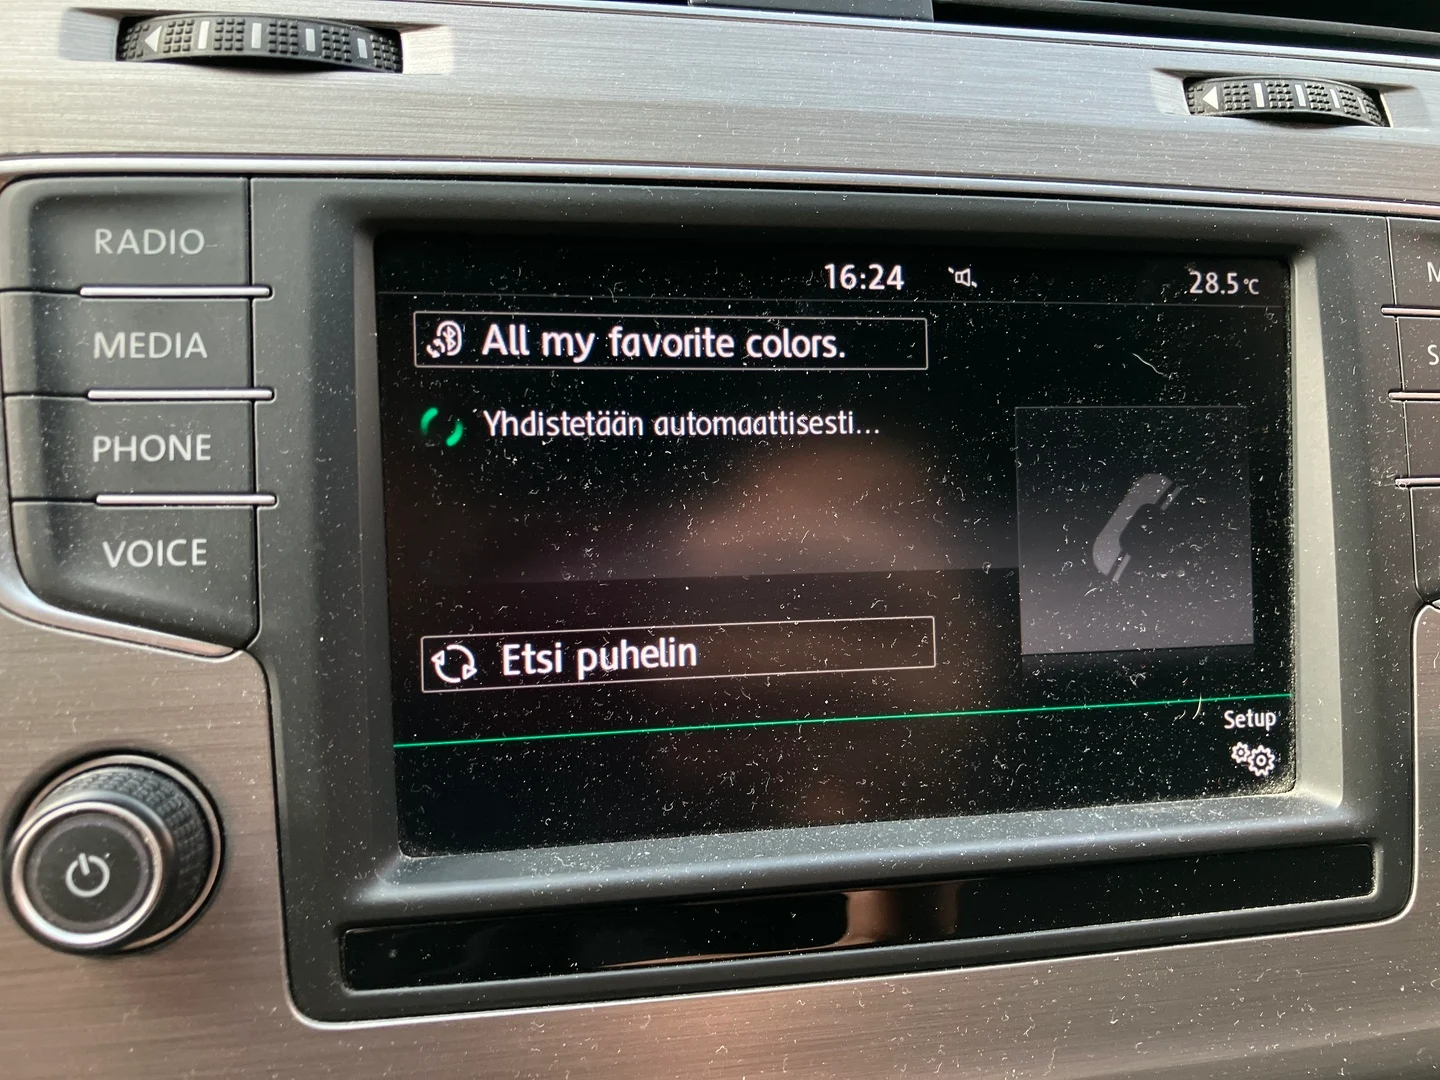 RADIO
MEDIA
PHONE
VOICE
16:24
28.5°C
All my favorite colors.
Yhdistetään automaattisesti...
Etsi puhelin
Setup
M
S